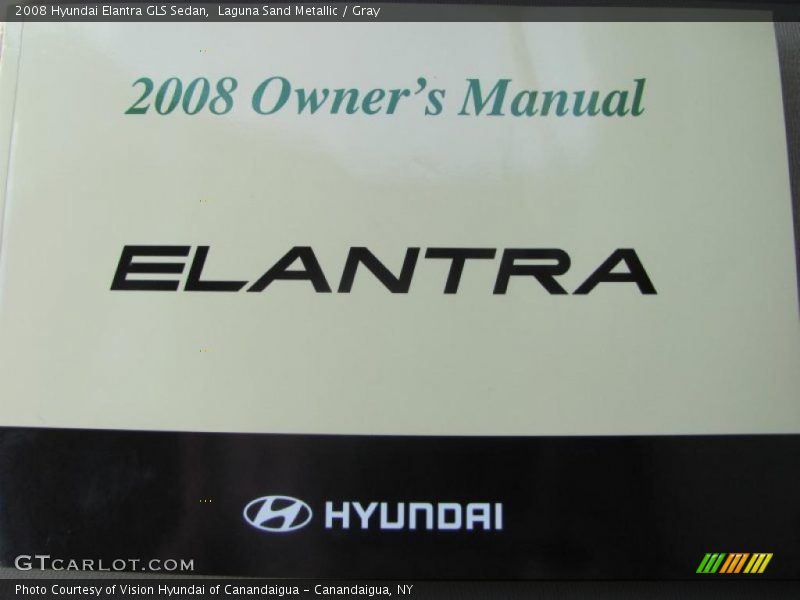 2008 Hyundai Elantra GLS Sedan,  Laguna Sand Metallic / Gray
2008 Owner's Manual
ELANTRA
HYUNDAI
GTCARLOT.COM
Photo Courtesy of Vision Hyundai of Canandaigua - Canandaigua, NY